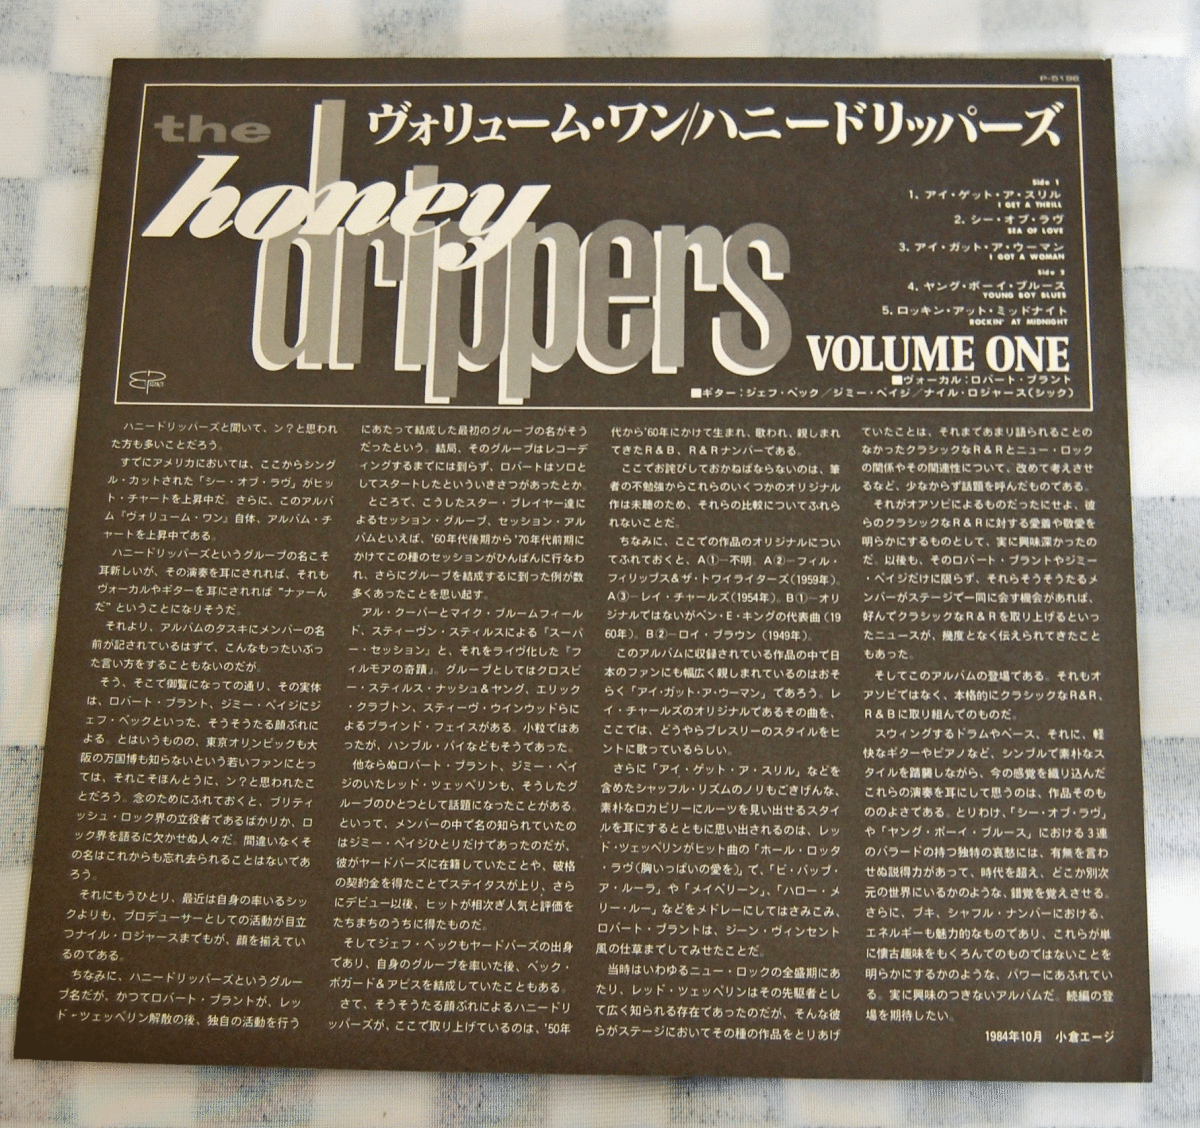 P-5196
the
honey
drippers
ヴォリューム・ワン/ハニードリッパーズ
Side 1
1. アイ・ゲット・ア・スリル
I GET A THRILL
2. シー・オブ・ラヴ
SEA OF LOVE
3. アイ・ガット・ア・ウーマン
I GOT A WOMAN
Side 2
4. ヤング・ボーイ・ブルース
YOUNG BOY BLUES
5. ロッキン・アット・ミッドナイト
ROCKIN' AT MIDNIGHT
VOLUME ONE
■ヴォーカル：ロバート・プラント
■ギター：ジェフ・ベック／ジミー・ペイジ／ナイル・ロジャース(シック)
ハニードリッパーズと聞いて、ン？と思われ
た方も多いことだろう。
すでにアメリカにおいては、ここからシング
ル・カットされた「シー・オブ・ラヴ」がヒッ
ト・チャートを上昇中だ。さらに、このアルバ
ム『ヴォリューム・ワン』自体、アルバム・チ
ャートを上昇中である。
ハニードリッパーズというグループの名こそ
耳新しいが、その演奏を耳にされれば、それも
ヴォーカルやギターを耳にされれば“ナァーん
だ”ということになりそうだ。
それより、アルバムのタスキにメンバーの名
前が記されているはずで、こんなもったいぶっ
た言い方をすることもないのだが。
そう、そこで御覧になっての通り、その実体
は、ロバート・プラント、ジミー・ペイジにジ
ェフ・ベックといった、そうそうたる顔ぶれに
よる。とはいうものの、東京オリンピックも大
阪の万国博も知らないという若いファンにとっ
ては、それこそほんとうに、ン？と思われたこ
とだろう。念のためにふれておくと、ブリティ
ッシュ・ロック界の立役者であるばかりか、ロ
ック界を語るに欠かせぬ人々だ。間違いなくそ
の名はこれからも忘れ去られることはないであ
ろう。
それにもうひとり、最近は自身の率いるシッ
クよりも、プロデューサーとしての活動が目立
つナイル・ロジャースまでもが、顔を揃えてい
るのである。
ちなみに、ハニードリッパーズというグルー
プ名だが、かつてロバート・プラントが、レッ
ド・ツェッペリン解散の後、独自の活動を行う
にあたって結成した最初のグループの名がそう
だったという。結局、そのグループはレコーデ
ィングするまでには到らず、ロバートはソロと
してスタートしたといういきさつがあったとか。
ところで、こうしたスター・プレイヤー達に
よるセッション・グループ、セッション・アル
バムといえば、'60年代後期から'70年代前期に
かけてこの種のセッションがひんぱんに行なわ
れ、さらにグループを結成するに到った例が数
多くあったことを思い起す。
アル・クーパーとマイク・ブルームフィール
ド、スティーヴン・スティルスによる『スーパ
ー・セッション』と、それをライヴ化した『フ
ィルモアの奇蹟』。グループとしてはクロスビ
ー・スティルス・ナッシュ&ヤング、エリック
・クラプトン、スティーヴ・ウインウッドらに
よるブラインド・フェイスがある。小粒ではあ
ったが、ハンブル・パイなどもそうであった。
他ならぬロバート・プラント、ジミー・ペイ
ジのいたレッド・ツェッペリンも、そうしたグ
ループのひとつとして話題になったことがある。
といって、メンバーの中で名の知られていたの
はジミー・ペイジひとりだけであったのだが、
彼がヤードバーズに在籍していたことや、破格
の契約金を得たことでステイタスが上り、さら
にデビュー以後、ヒットが相次ぎ人気と評価を
たちまちのうちに得たものだ。
そしてジェフ・ベックもヤードバーズの出身
であり、自身のグループを率いた後、ベック・
ボガード&アピスを結成していたこともある。
さて、そうそうたる顔ぶれによるハニードリ
ッパーズが、ここで取り上げているのは、'50年
代から'60年にかけて生まれ、歌われ、親しまれ
てきたR&B、R&Rナンバーである。
ここでお詫びしておかねばならないのは、筆
者の不勉強からこれらのいくつかのオリジナル
作は未聴のため、それらの比較についてふれら
れないことだ。
ちなみに、ここでの作品のオリジナルについ
てふれておくと、A①ー不明。A②ーフィル・
フィリップス&ザ・トワイライターズ(1959年)。
A③ーレイ・チャールズ(1954年)。B①ーオリ
ジナルではないがベン・E・キングの代表曲(19
60年)。B②ーロイ・ブラウン(1949年)。
このアルバムに収録されている作品の中で日
本のファンにも幅広く親しまれているのはおそ
らく「アイ・ガット・ア・ウーマン」であろう。レ
イ・チャールズのオリジナルであるその曲を、
ここでは、どうやらプレスリーのスタイルをヒ
ントに歌っているらしい。
さらに「アイ・ゲット・ア・スリル」などを
含めたシャッフル・リズムのノリもごきげんな、
素朴なロカビリーにルーツを見い出せるスタイ
ルを耳にするとともに思い出されるのは、レッ
ド・ツェッペリンがヒット曲の「ホール・ロッタ
・ラヴ(胸いっぱいの愛を)」で、「ビ・バップ・
ア・ルーラ」や「メイベリーン」、「ハロー・メ
リー・ルー」などをメドレーにしてはさみこみ、
ロバート・プラントは、ジーン・ヴィンセント
風の仕草までしてみせたことだ。
当時はいわゆるニュー・ロックの全盛期にあ
たり、レッド・ツェッペリンはその先駆者とし
て広く知られる存在であったのだが、そんな彼
らがステージにおいてその種の作品をとりあげ
ていたことは、それまであまり語られることの
なかったクラシックなR&Rとニュー・ロック
の関係やその関連性について、改めて考えさせ
るなど、少なからず話題を呼んだものである。
それがオアソビによるものだったにせよ、彼
らのクラシックなR&Rに対する愛着や敬愛を
明らかにするものとして、実に興味深かったの
だ。以後も、そのロバート・プラントやジミー
・ペイジだけに限らず、それらそうそうたるメ
ンバーがステージで一同に会す機会があれば、
好んでクラシックなR&Rを取り上げるといっ
たニュースが、幾度となく伝えられてきたこと
もあった。
そしてこのアルバムの登場である。それもオ
アソビではなく、本格的にクラシックなR&R、
R&Bに取り組んでのものだ。
スウィングするドラムやベース、それに、軽
快なギターやピアノなど、シンプルで素朴なス
タイルを踏襲しながら、今の感覚を織り込んだ
これらの演奏を耳にして思うのは、作品そのも
ののよさである。とりわけ、「シー・オブ・ラヴ」
や「ヤング・ボーイ・ブルース」における3連
のバラードの持つ独特の哀愁には、有無を言わ
せぬ説得力があって、時代を超え、どこか別次
元の世界にいるかのような、錯覚を覚えさせる。
さらに、ブギ、シャフル・ナンバーにおける、
エネルギーも魅力的なものであり、これらが単
に懐古趣味をもくろんでのものではないことを
明らかにするかのような、パワーにあふれてい
る。実に興味のつきないアルバムだ。続編の登
場を期待したい。
1984年10月　小倉エージ